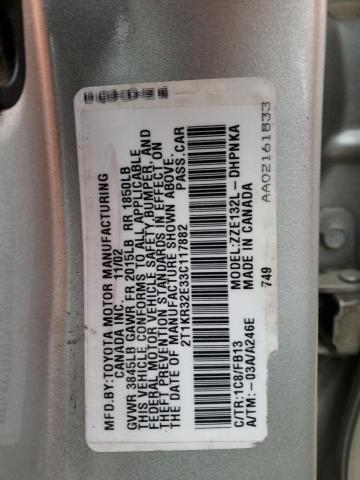 MFD.BY:TOYOTA MOTOR MANUFACTURING
CANADA INC. 11/02
GVWR 3845LB GAWR FR 2015LB RR 1850LB
THIS VEHICLE CONFORMS TO ALL APPLICABLE
FEDERAL MOTOR VEHICLE SAFETY, BUMPER, AND
THEFT PREVENTION STANDARDS IN EFFECT ON
THE DATE OF MANUFACTURE SHOWN ABOVE.
2T1KR32E33C117882 PASS.CAR
MODEL:ZZE132L-DHPNKA
MADE IN CANADA
749
C/TR:1C8/FB13
A/TM:-03A/A246E
AA02161833